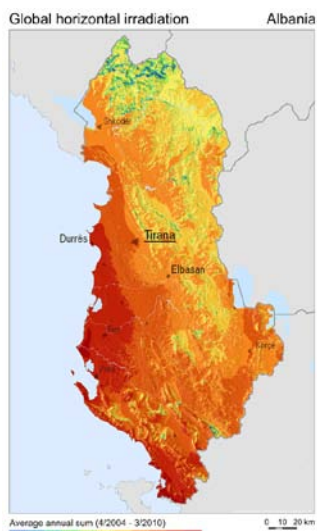 Global horizontal irradiation Albania
Shkodër
Durrës
Tirana
Elbasan
Fier
Korçë
Average annual sum (4/2004 - 3/2010) 0 10 20 km